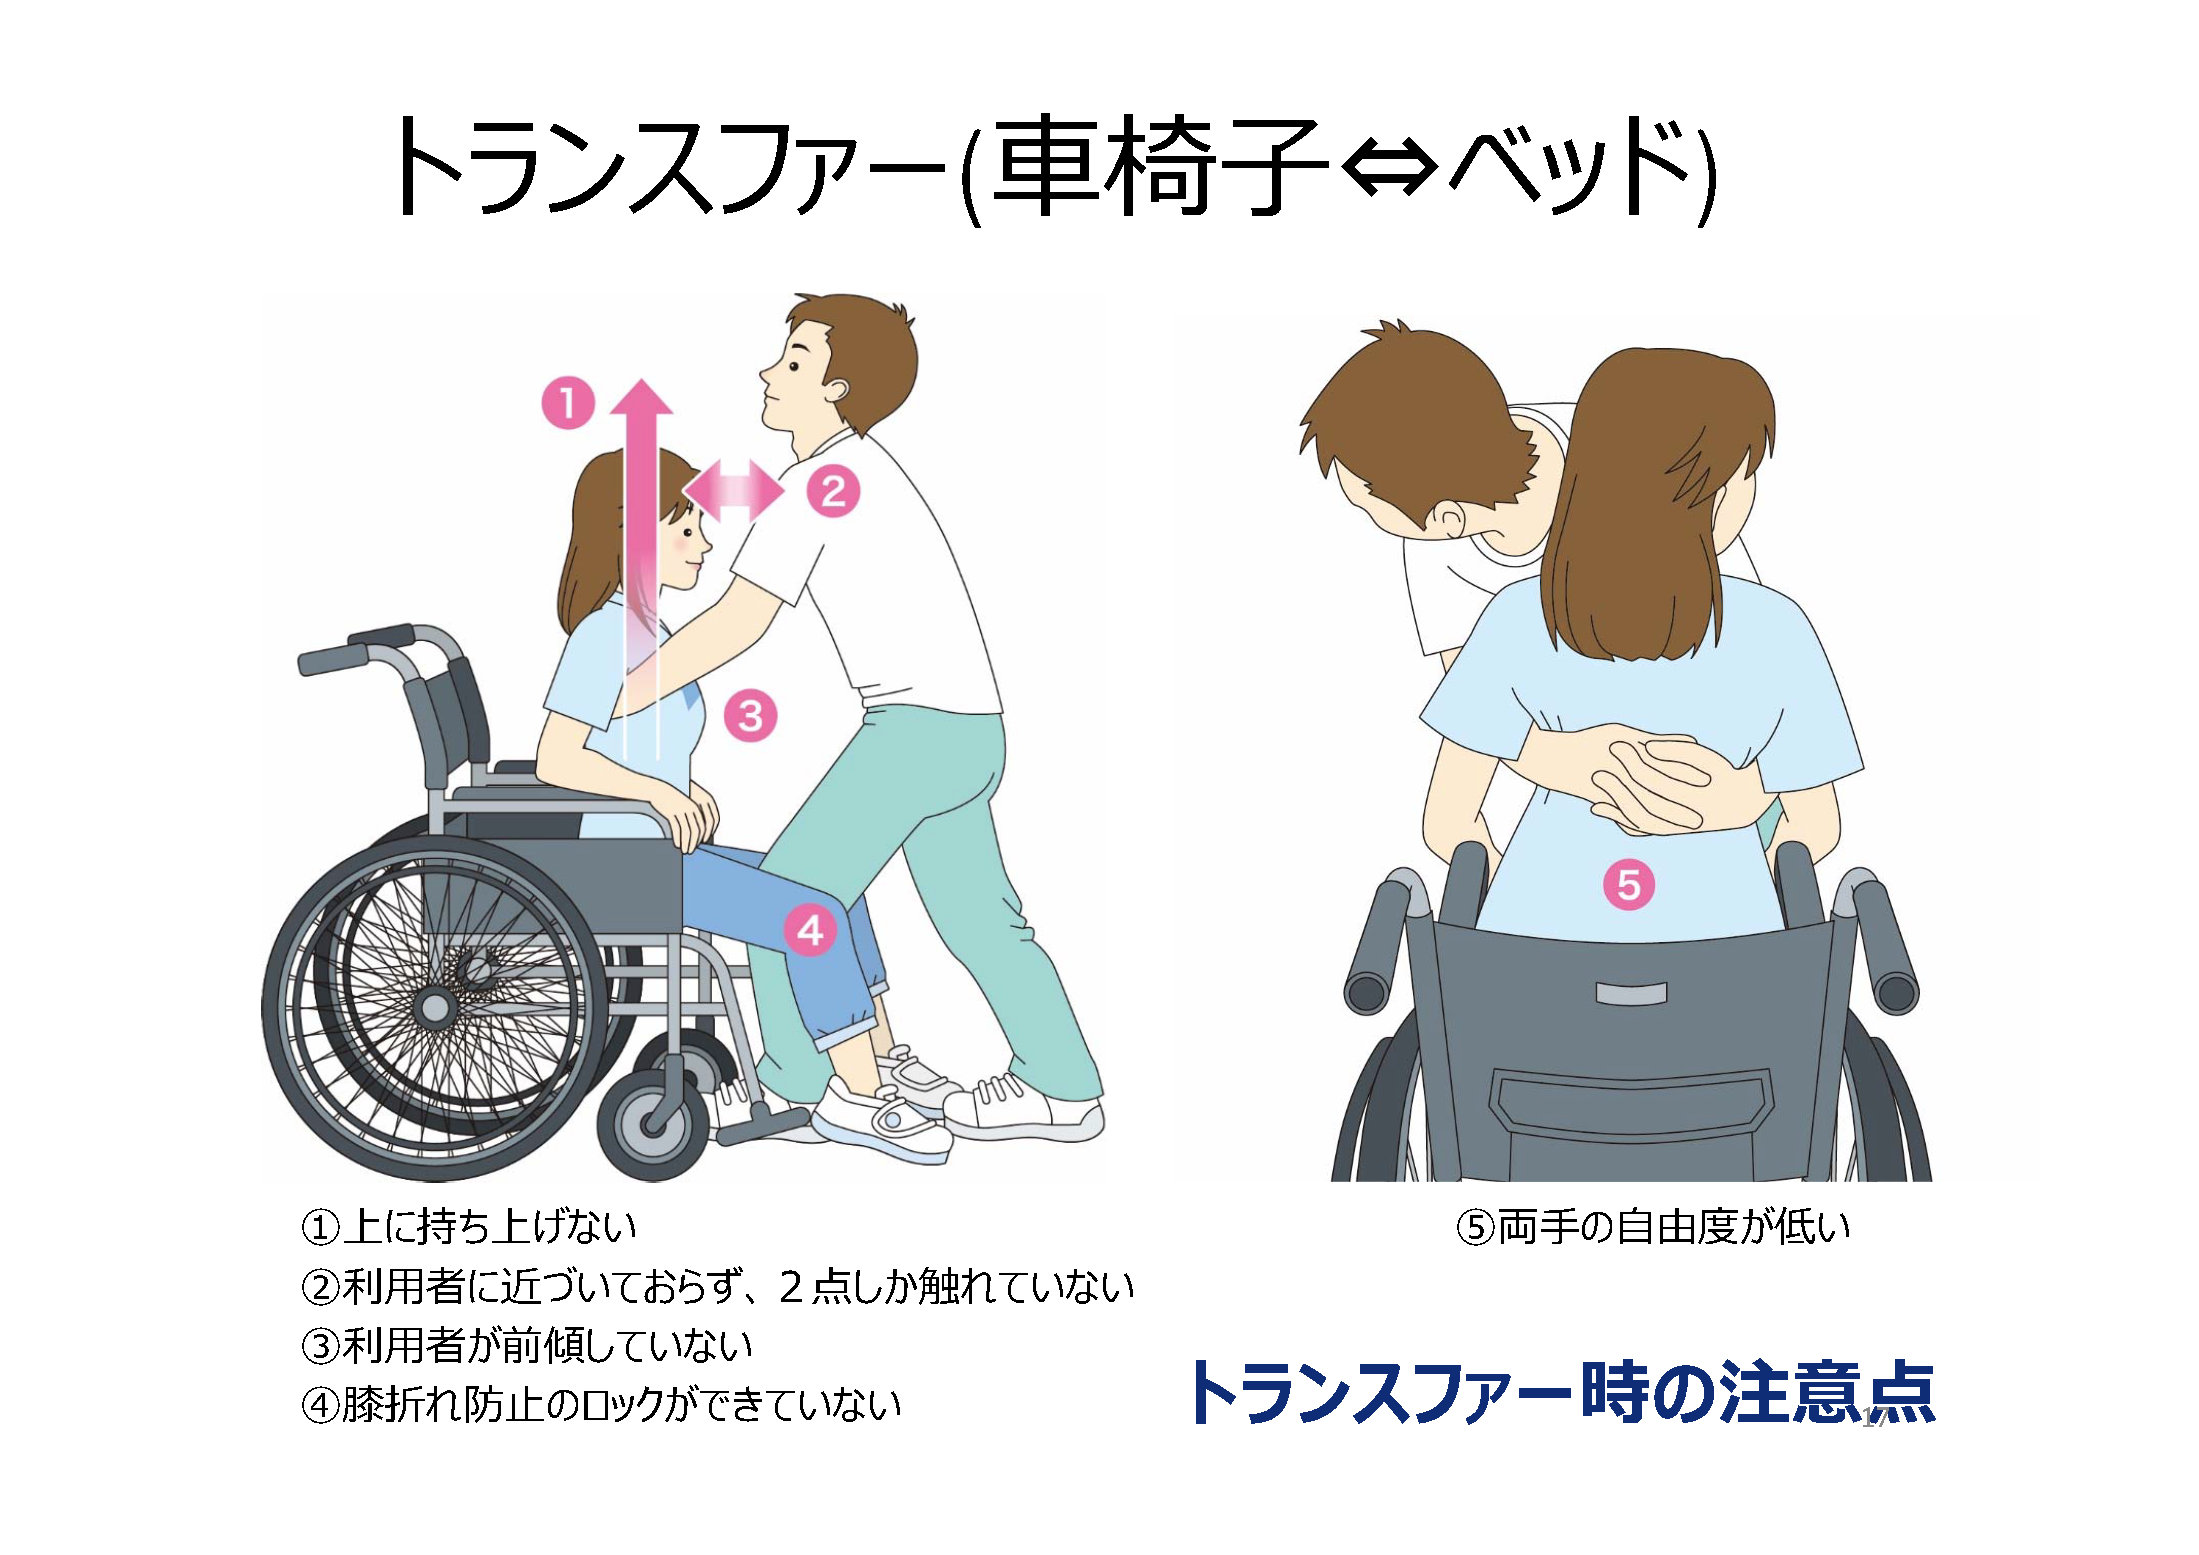 トランスファー(車椅子⇔ベッド)
1
2
3
4
5
①上に持ち上げない
②利用者に近づいておらず、２点しか触れていない
③利用者が前傾していない
④膝折れ防止のロックができていない
⑤両手の自由度が低い
トランスファー時の注意点
17